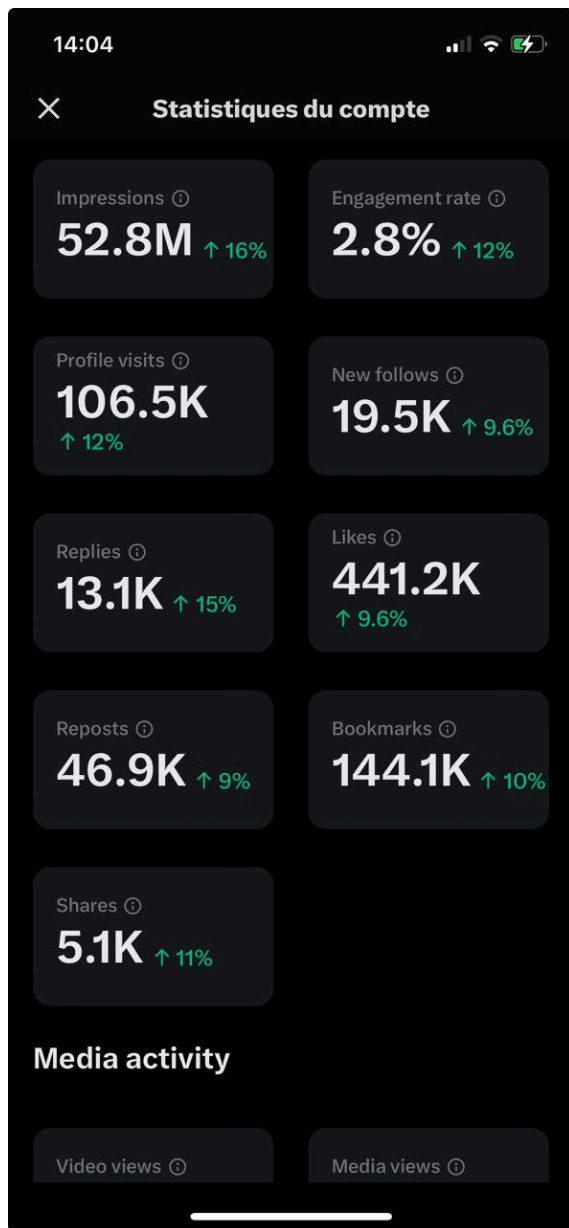 14:04
Statistiques du compte
Impressions
52.8M ↑ 16%
Engagement rate
2.8% ↑ 12%
Profile visits
106.5K
↑ 12%
New follows
19.5K ↑ 9.6%
Replies
13.1K ↑ 15%
Likes
441.2K
↑ 9.6%
Reposts
46.9K ↑ 9%
Bookmarks
144.1K ↑ 10%
Shares
5.1K ↑ 11%
Media activity
Video views
Media views